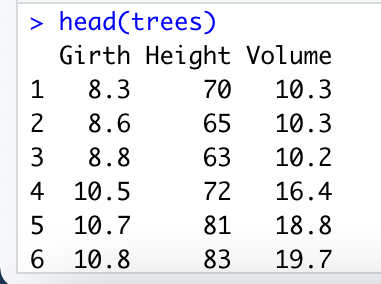 > head(trees)
Girth Height Volume
1 8.3 70 10.3
2 8.6 65 10.3
3 8.8 63 10.2
4 10.5 72 16.4
5 10.7 81 18.8
6 10.8 83 19.7